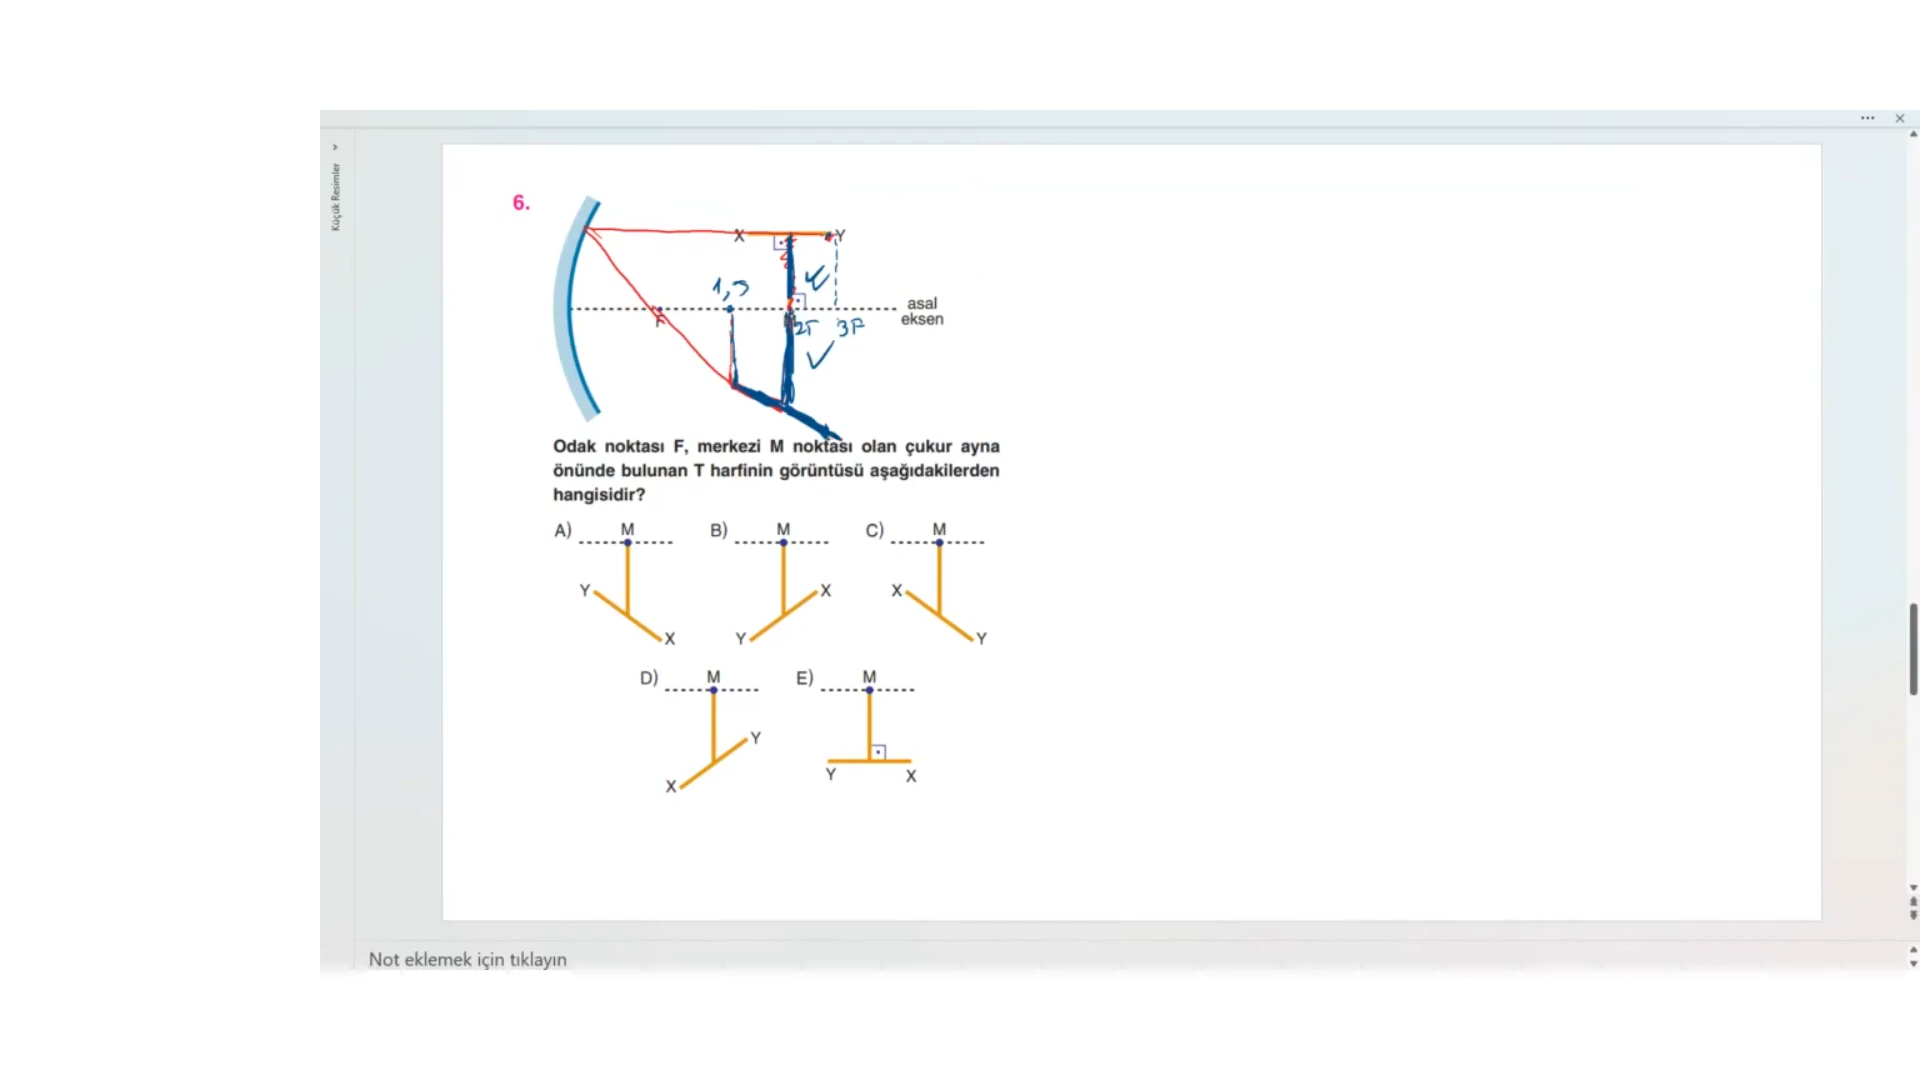 Küçük Resimler
6.
X
Y
1,5
F
M
2F
3F
asal
eksen
Odak noktası F, merkezi M noktası olan çukur ayna
önünde bulunan T harfinin görüntüsü aşağıdakilerden
hangisidir?
A) M
Y
X
B) M
X
Y
C) M
X
Y
D) M
Y
X
E) M
Y
X
Not eklemek için tıklayın